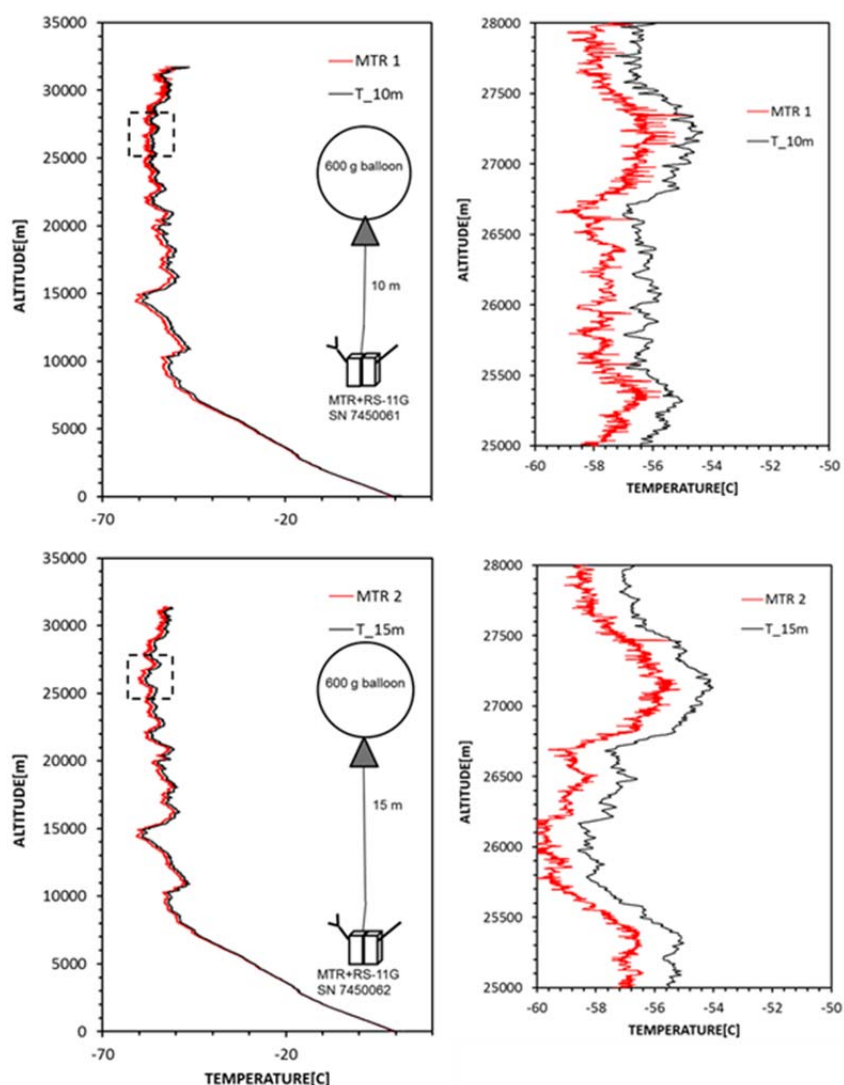 35000
30000
25000
20000
15000
10000
5000
0
ALTITUDE[m]
-70
-20
MTR 1
T_10m
600 g balloon
10 m
MTR+RS-11G
SN 7450061
28000
27500
27000
26500
26000
25500
25000
ALTITUDE[m]
MTR 1
T_10m
-60
-58
-56
-54
-52
-50
TEMPERATURE[C]
35000
30000
25000
20000
15000
10000
5000
0
ALTITUDE[m]
-70
-20
TEMPERATURE[C]
MTR 2
T_15m
600 g balloon
15 m
MTR+RS-11G
SN 7450062
28000
27500
27000
26500
26000
25500
25000
ALTITUDE[m]
MTR 2
T_15m
-60
-58
-56
-54
-52
-50
TEMPERATURE[C]